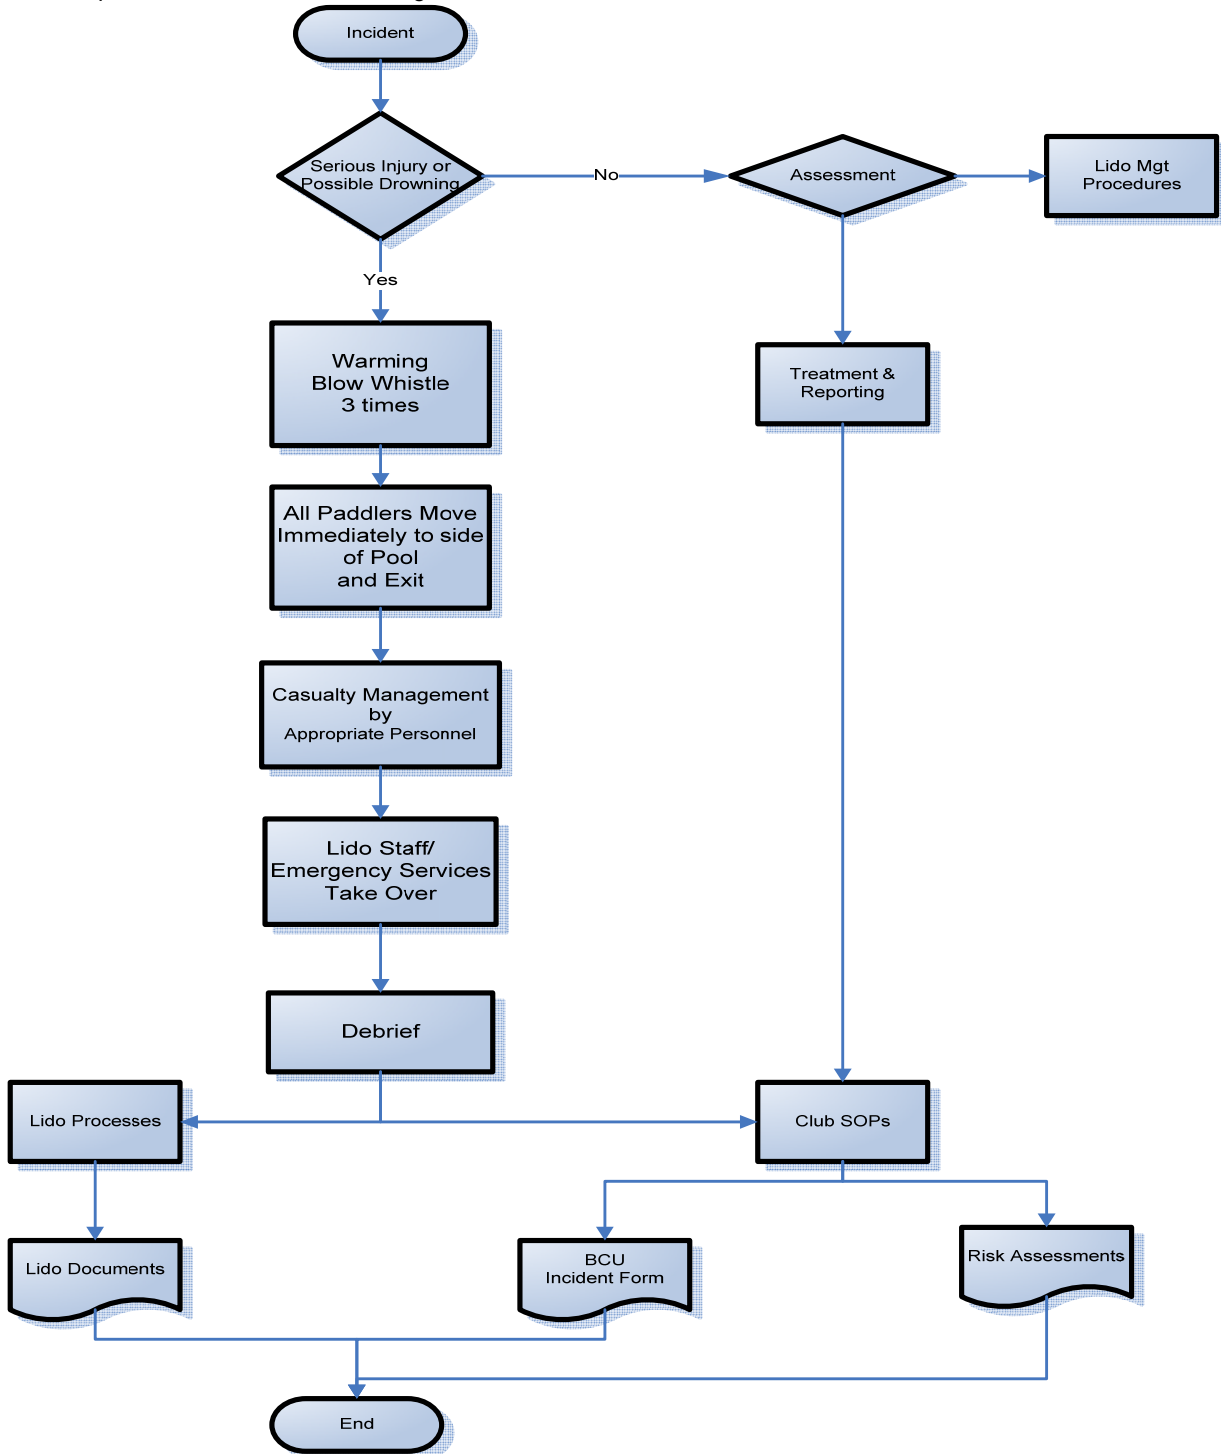 Incident
Serious Injury or
Possible Drowning
No
Assessment
Lido Mgt
Procedures
Yes
Warming
Blow Whistle
3 times
Treatment &
Reporting
All Paddlers Move
Immediately to side
of Pool
and Exit
Casualty Management
by
Appropriate Personnel
Lido Staff/
Emergency Services
Take Over
Debrief
Lido Processes
Club SOPs
Lido Documents
BCU
Incident Form
Risk Assessments
End